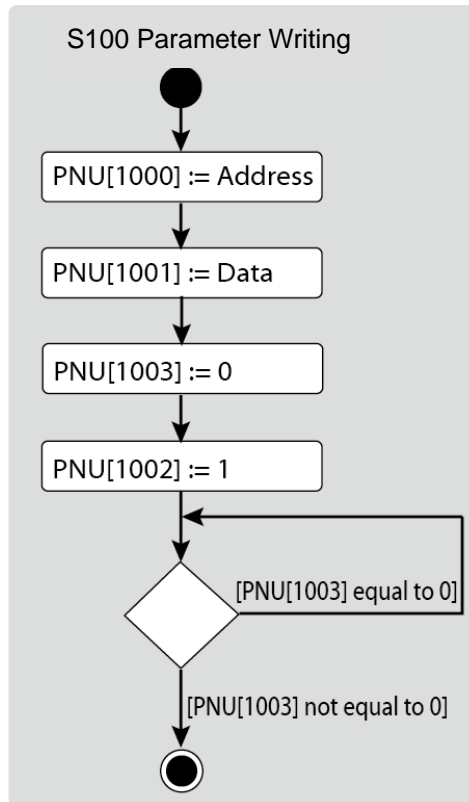 S100 Parameter Writing
PNU[1000] := Address
PNU[1001] := Data
PNU[1003] := 0
PNU[1002] := 1
[PNU[1003] equal to 0]
[PNU[1003] not equal to 0]